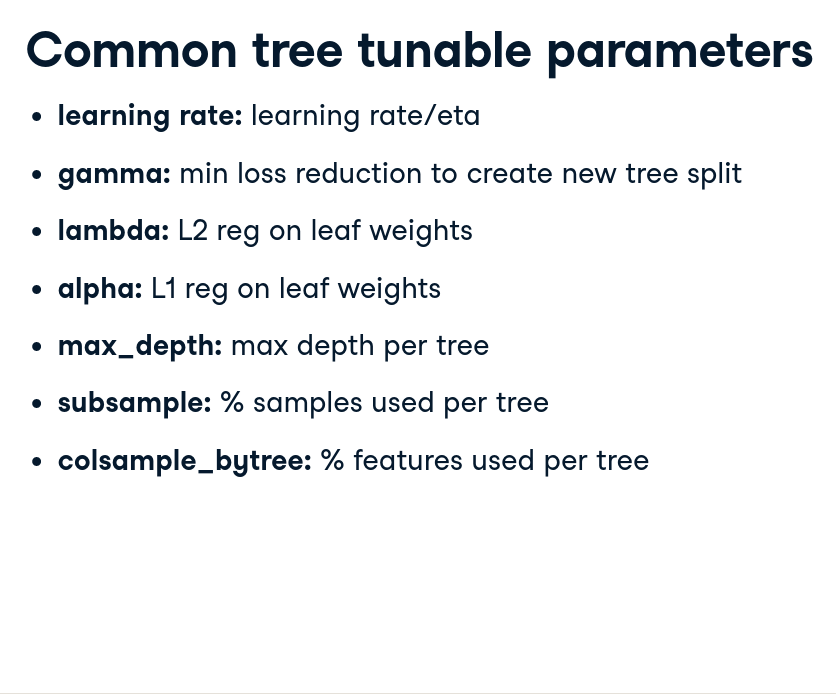 Common tree tunable parameters
• learning rate: learning rate/eta
• gamma: min loss reduction to create new tree split
• lambda: L2 reg on leaf weights
• alpha: L1 reg on leaf weights
• max_depth: max depth per tree
• subsample: % samples used per tree
• colsample_bytree: % features used per tree